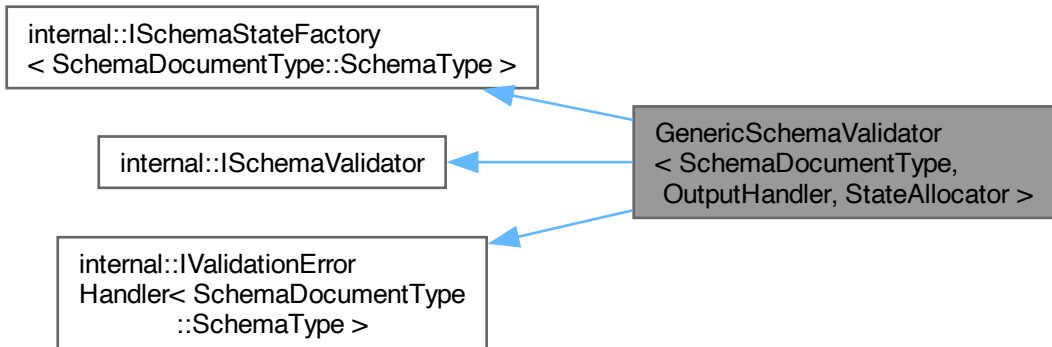 internal::ISchemaStateFactory
< SchemaDocumentType::SchemaType >
internal::ISchemaValidator
internal::IValidationError
Handler< SchemaDocumentType
::SchemaType >
GenericSchemaValidator
< SchemaDocumentType,
OutputHandler, StateAllocator >